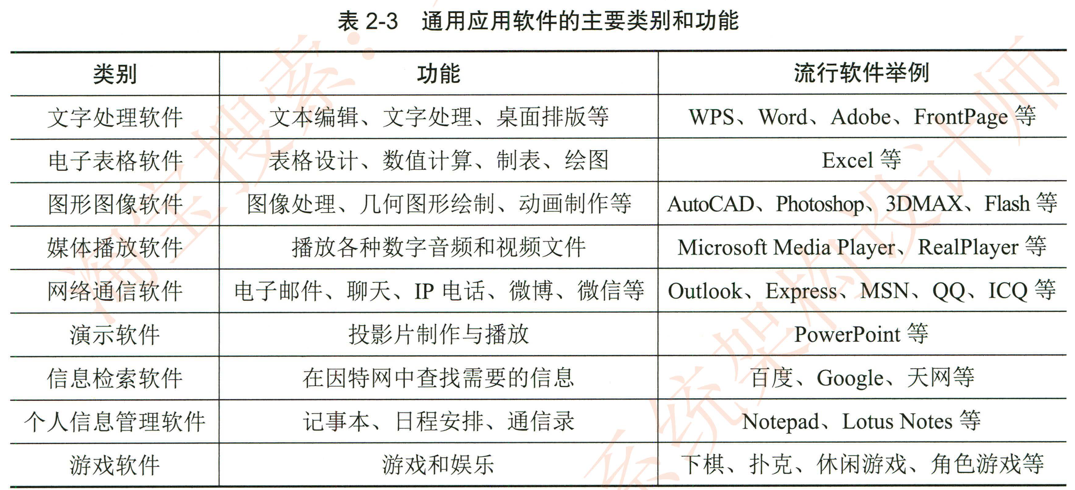 表 2-3 通用应用软件的主要类别和功能
类别 功能 流行软件举例
文字处理软件 文本编辑、文字处理、桌面排版等 WPS、Word、Adobe、FrontPage 等
电子表格软件 表格设计、数值计算、制表、绘图 Excel 等
图形图像软件 图像处理、几何图形绘制、动画制作等 AutoCAD、Photoshop、3DMAX、Flash 等
媒体播放软件 播放各种数字音频和视频文件 Microsoft Media Player、RealPlayer 等
网络通信软件 电子邮件、聊天、IP 电话、微博、微信等 Outlook、Express、MSN、QQ、ICQ 等
演示软件 投影片制作与播放 PowerPoint 等
信息检索软件 在因特网中查找需要的信息 百度、Google、天网等
个人信息管理软件 记事本、日程安排、通信录 Notepad、Lotus Notes 等
游戏软件 游戏和娱乐 下棋、扑克、休闲游戏、角色游戏等
淘宝搜索：
系统架构设计师